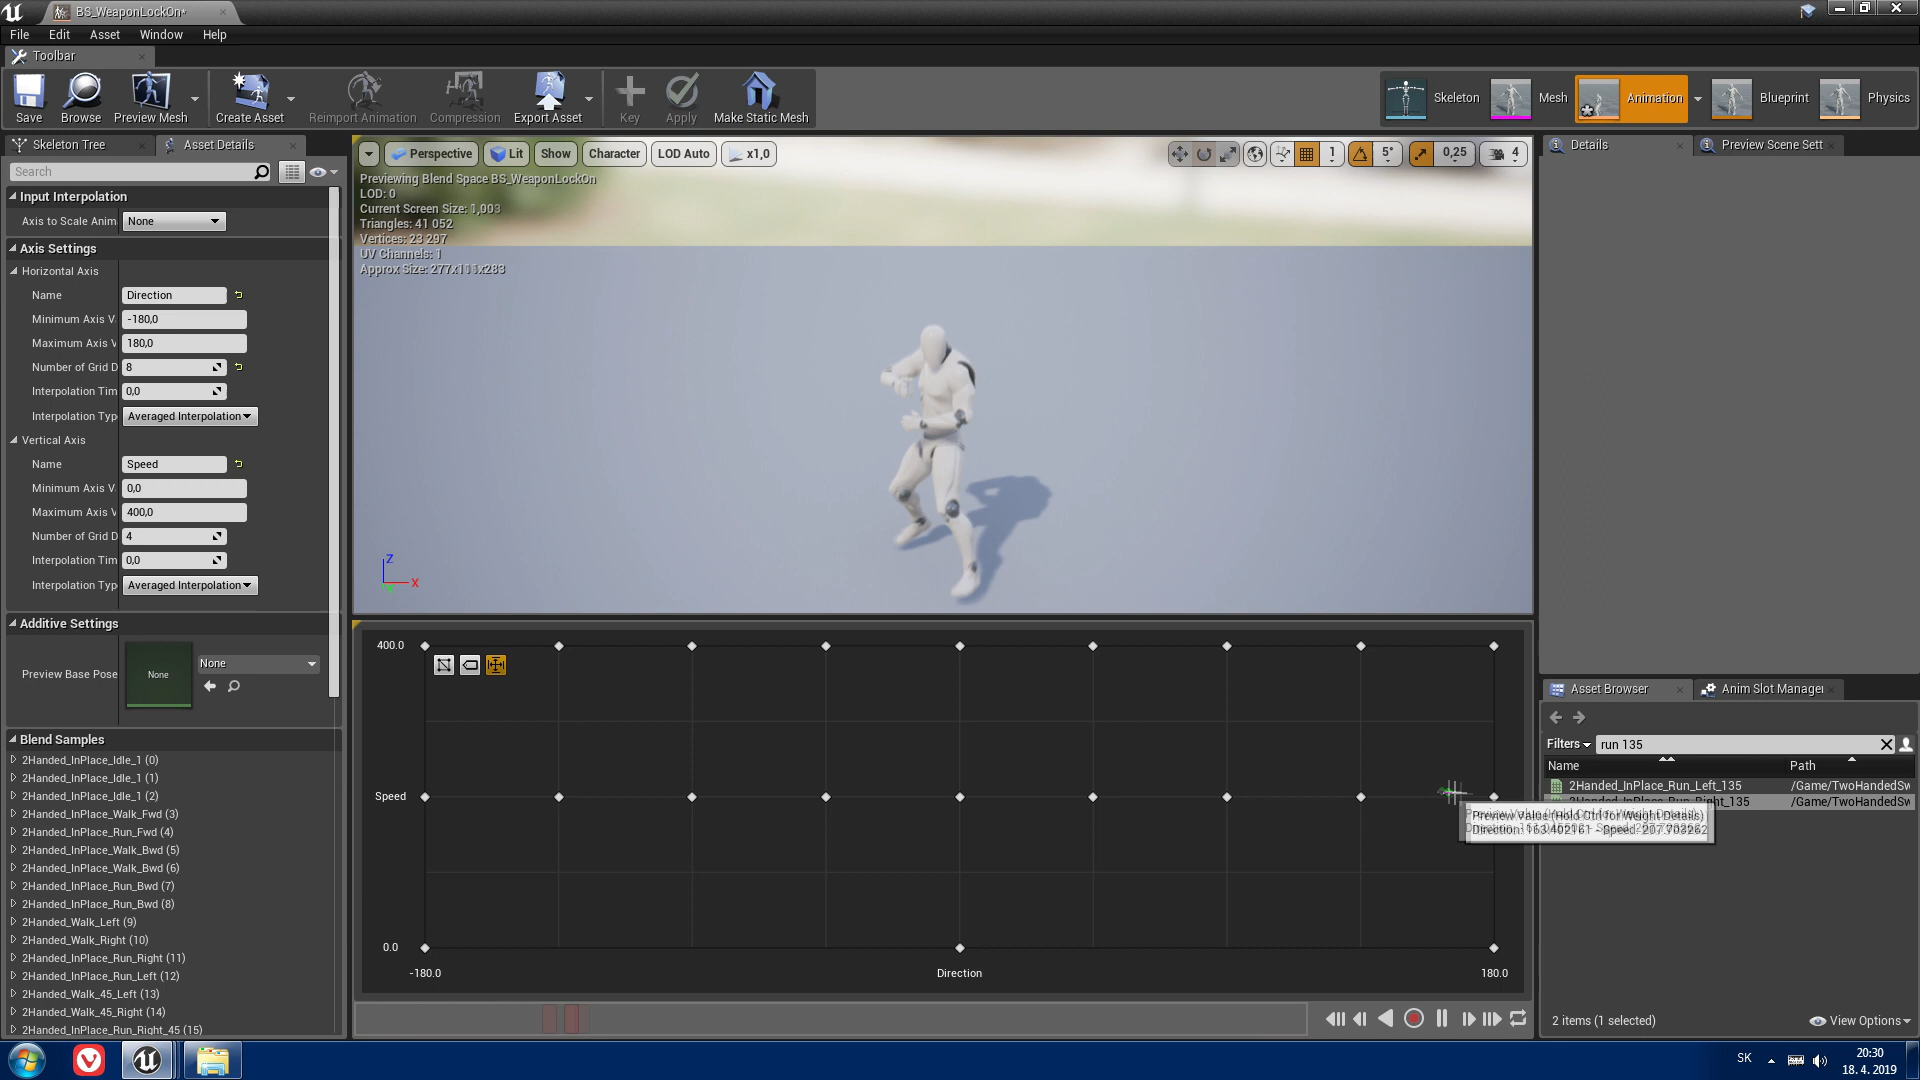 BS_WeaponLockOn*
File Edit Asset Window Help
Toolbar
Save Browse Preview Mesh Create Asset Reimport Animation Compression Export Asset Key Apply Make Static Mesh
Skeleton Mesh Animation Blueprint Physics
Skeleton Tree Asset Details
Search
Input Interpolation
Axis to Scale Anim None
Axis Settings
Horizontal Axis
Name Direction
Minimum Axis V -180,0
Maximum Axis V 180,0
Number of Grid D 8
Interpolation Tim 0,0
Interpolation Typ Averaged Interpolation
Vertical Axis
Name Speed
Minimum Axis V 0,0
Maximum Axis V 400,0
Number of Grid D 4
Interpolation Tim 0,0
Interpolation Typ Averaged Interpolation
Additive Settings
Preview Base Pose None None
Blend Samples
2Handed_InPlace_Idle_1 (0)
2Handed_InPlace_Idle_1 (1)
2Handed_InPlace_Idle_1 (2)
2Handed_InPlace_Walk_Fwd (3)
2Handed_InPlace_Run_Fwd (4)
2Handed_InPlace_Walk_Bwd (5)
2Handed_InPlace_Walk_Bwd (6)
2Handed_InPlace_Run_Bwd (7)
2Handed_InPlace_Run_Bwd (8)
2Handed_Walk_Left (9)
2Handed_Walk_Right (10)
2Handed_InPlace_Run_Right (11)
2Handed_InPlace_Run_Left (12)
2Handed_Walk_45_Left (13)
2Handed_Walk_45_Right (14)
2Handed_InPlace_Run_Right_45 (15)
Perspective Lit Show Character LOD Auto x1,0
1 5° 0,25 4
Previewing Blend Space BS_WeaponLockOn
LOD: 0
Current Screen Size: 1,003
Triangles: 41 052
Vertices: 23 297
UV Channels: 1
Approx Size: 277x111x283
Z
X
400.0
Speed
0.0
-180.0 Direction 180.0
Preview Value (Hold Ctrl for Weight Details)
Speed: 207.703262
Details Preview Scene Sett
Asset Browser Anim Slot Manager
Filters run 135
Name Path
2Handed_InPlace_Run_Left_135 /Game/TwoHandedSw
2Handed_InPlace_Run_Right_135 /Game/TwoHandedSw
2 items (1 selected) View Options
SK
20:30
18. 4. 2019